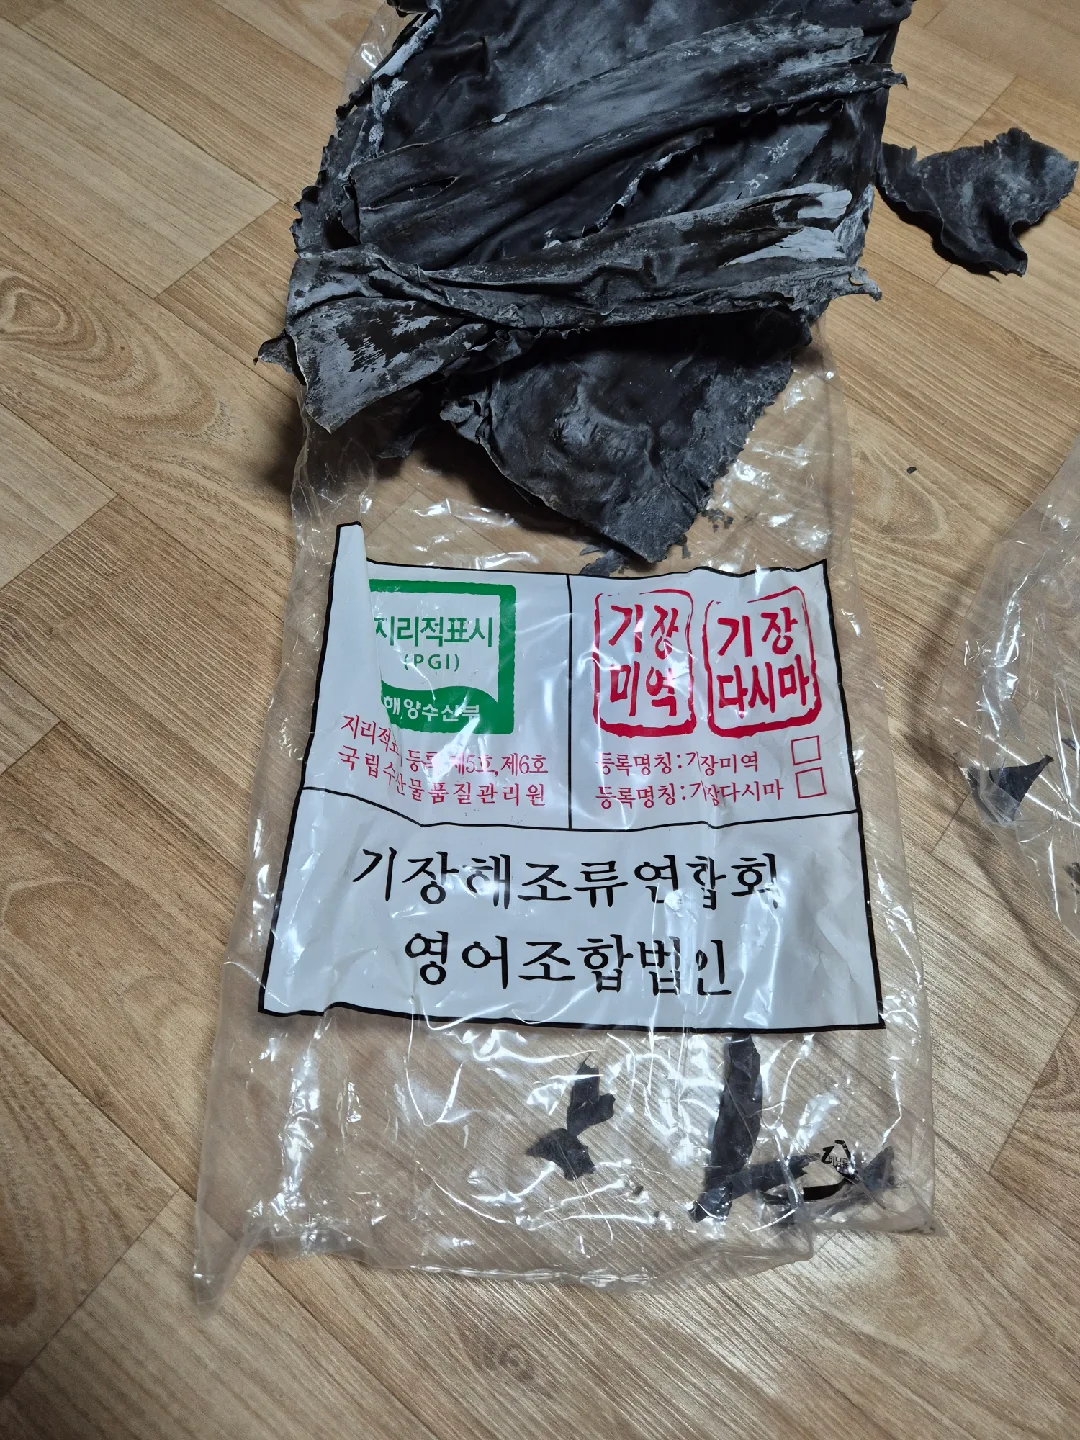 지리적표시
(PGI)
해양수산부
지리적표시 등록 제5호, 제6호
국립수산물품질관리원
기장
미역
기장
다시마
등록명칭:기장미역
등록명칭:기장다시마
기장해조류연합회
영어조합법인